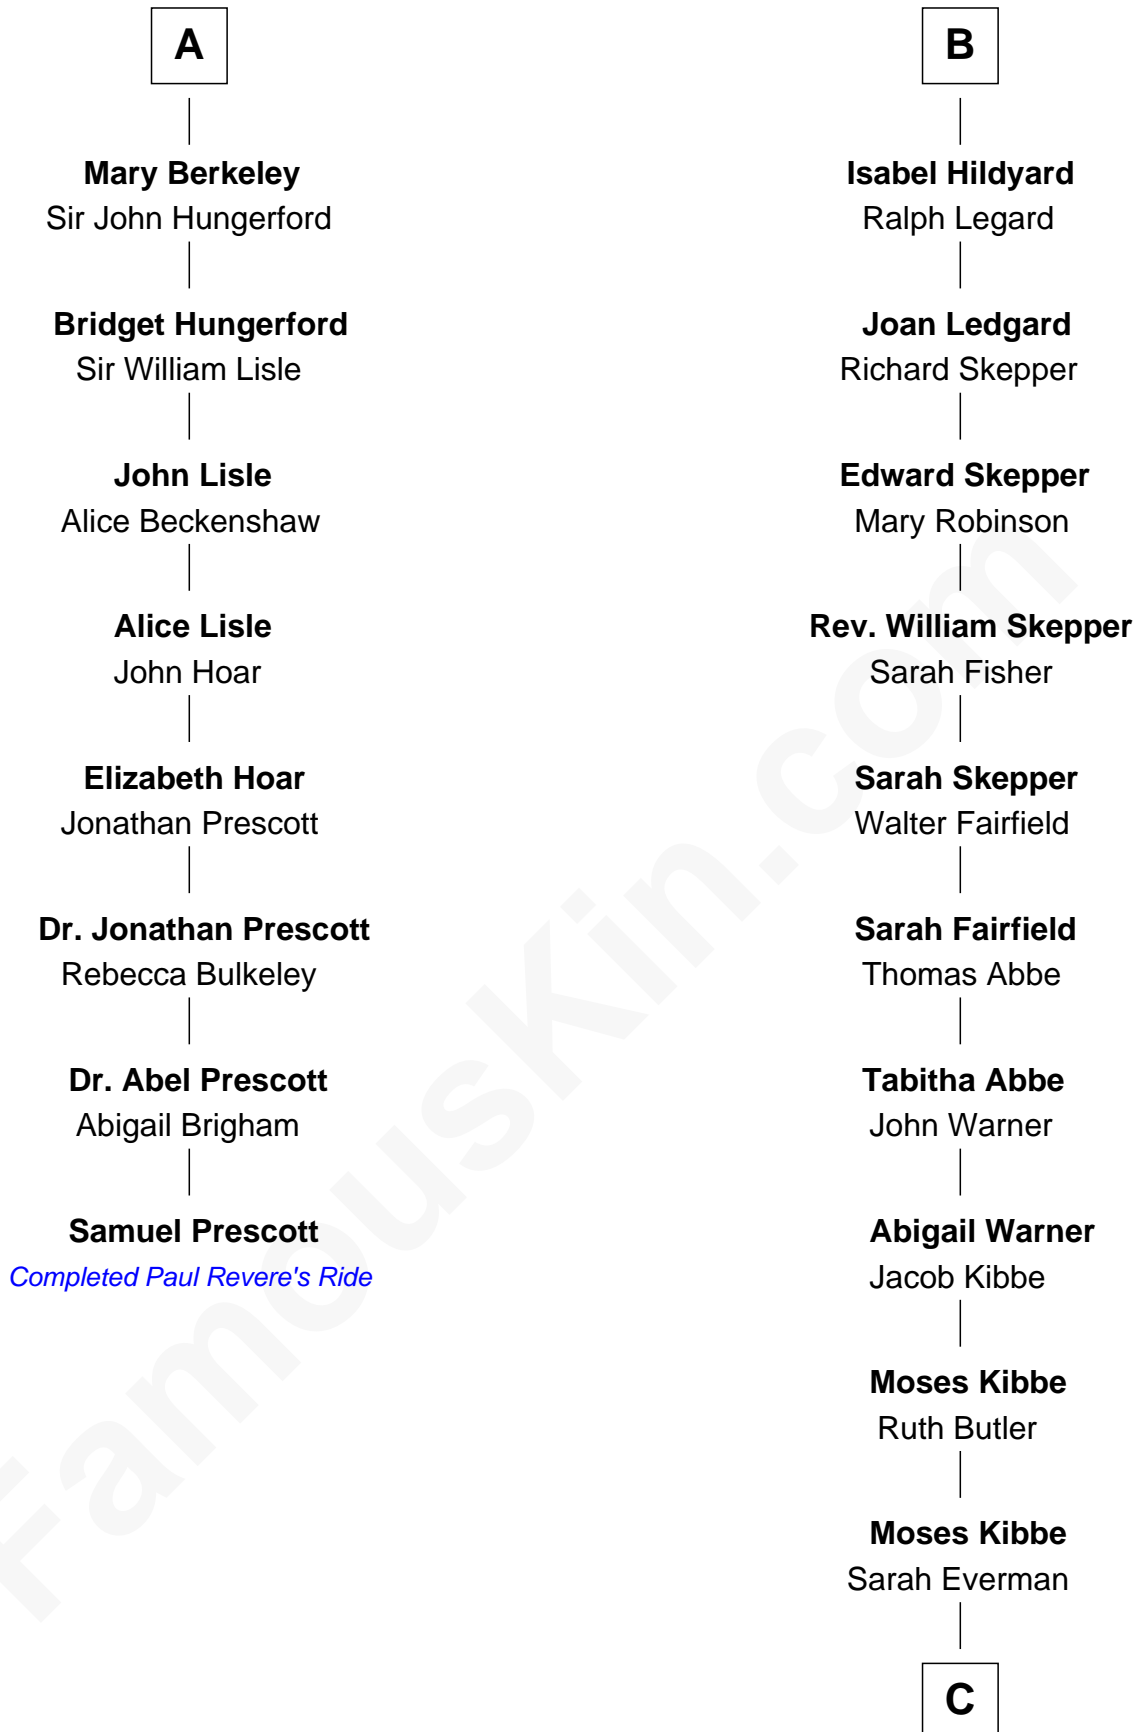 A
Mary Berkeley
Sir John Hungerford
Bridget Hungerford
Sir William Lisle
John Lisle
Alice Beckenshaw
Alice Lisle
John Hoar
Elizabeth Hoar
Jonathan Prescott
Dr. Jonathan Prescott
Rebecca Bulkeley
Dr. Abel Prescott
Abigail Brigham
Samuel Prescott
Completed Paul Revere's Ride
B
Isabel Hildyard
Ralph Legard
Joan Ledgard
Richard Skepper
Edward Skepper
Mary Robinson
Rev. William Skepper
Sarah Fisher
Sarah Skepper
Walter Fairfield
Sarah Fairfield
Thomas Abbe
Tabitha Abbe
John Warner
Abigail Warner
Jacob Kibbe
Moses Kibbe
Ruth Butler
Moses Kibbe
Sarah Everman
C
FamousKin.com